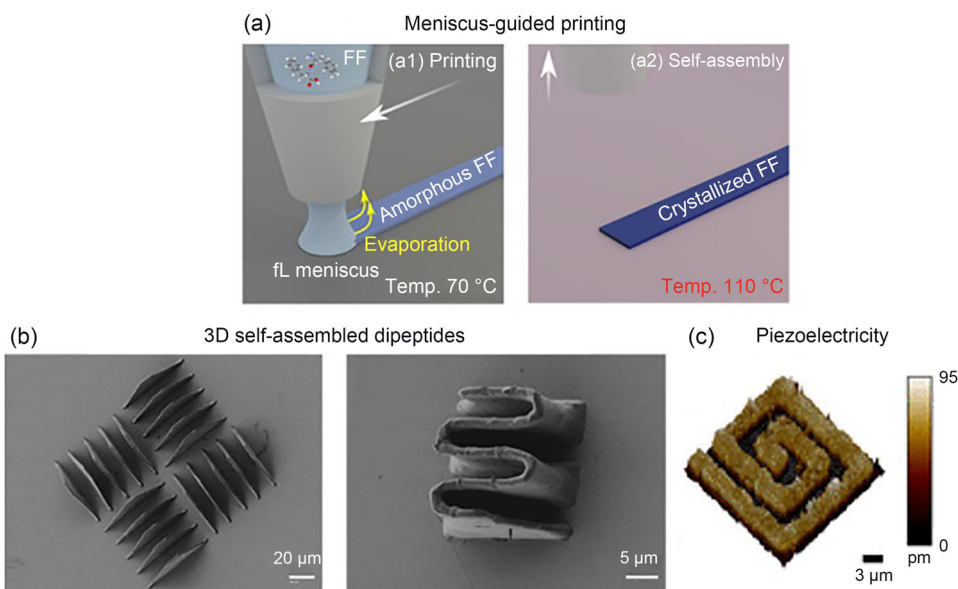 (a) Meniscus-guided printing
FF
(a1) Printing
Amorphous FF
Evaporation
fL meniscus
Temp. 70 °C
(a2) Self-assembly
Crystallized FF
Temp. 110 °C
(b) 3D self-assembled dipeptides
20 μm
5 μm
(c) Piezoelectricity
95
0
pm
3 μm